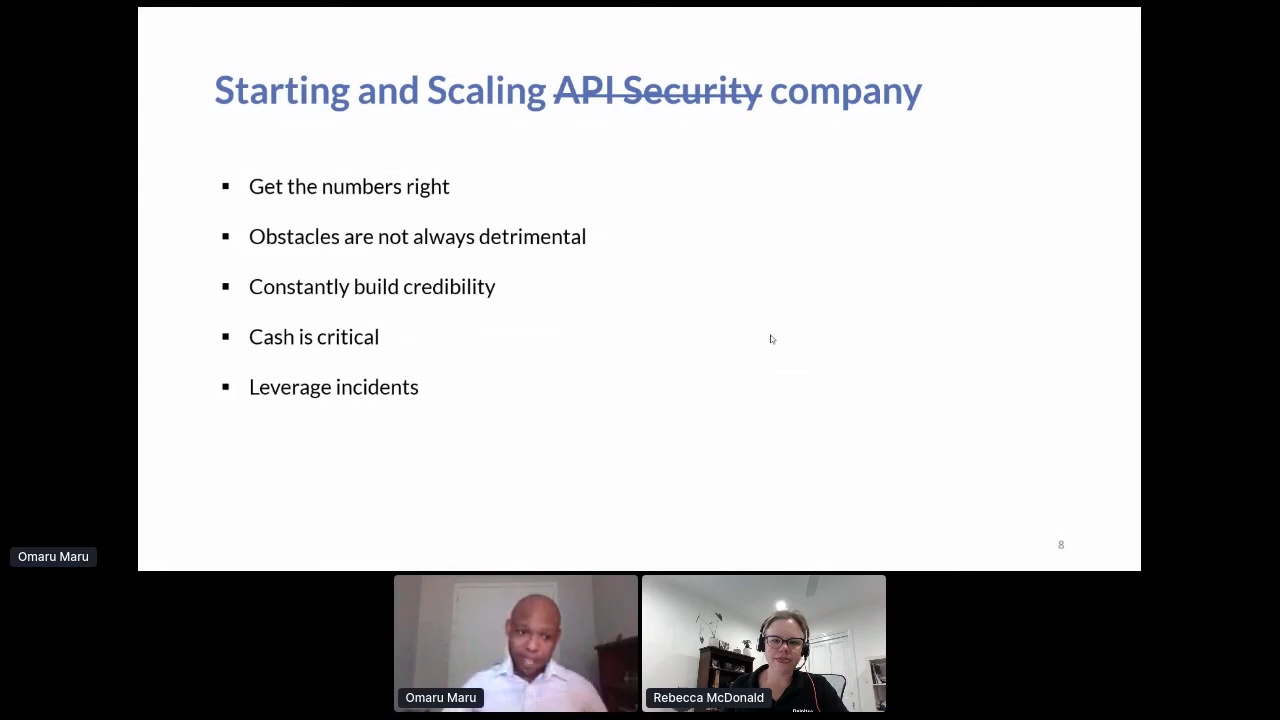 Starting and Scaling API Security company
Get the numbers right
Obstacles are not always detrimental
Constantly build credibility
Cash is critical
Leverage incidents
8
Omaru Maru
Omaru Maru
Rebecca McDonald